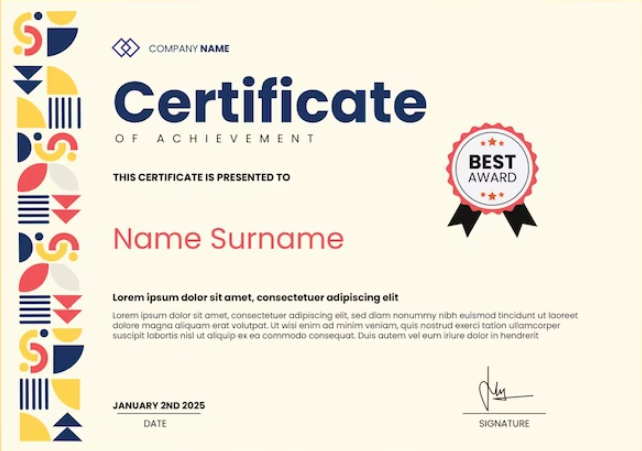 COMPANY NAME
Certificate
OF ACHIEVEMENT
THIS CERTIFICATE IS PRESENTED TO
BEST
AWARD
Name Surname
Lorem ipsum dolor sit amet, consectetuer adipiscing elit
Lorem ipsum dolor sit amet, consectetuer adipiscing elit, sed diam nonummy nibh euismod tincidunt ut laoreet
dolore magna aliquam erat volutpat. Ut wisi enim ad minim veniam, quis nostrud exerci tation ullamcorper
suscipit lobortis nisl ut aliquip ex ea commodo consequat. Duis autem vel eum iriure dolor in hendrerit
JANUARY 2ND 2025
DATE
SIGNATURE